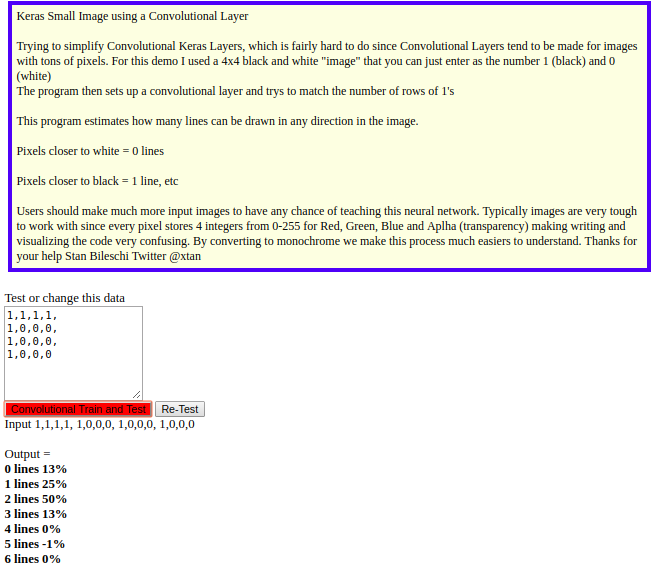 Keras Small Image using a Convolutional Layer
Trying to simplify Convolutional Keras Layers, which is fairly hard to do since Convolutional Layers tend to be made for images
with tons of pixels. For this demo I used a 4x4 black and white "image" that you can just enter as the number 1 (black) and 0
(white)
The program then sets up a convolutional layer and trys to match the number of rows of 1's
This program estimates how many lines can be drawn in any direction in the image.
Pixels closer to white = 0 lines
Pixels closer to black = 1 line, etc
Users should make much more input images to have any chance of teaching this neural network. Typically images are very tough
to work with since every pixel stores 4 integers from 0-255 for Red, Green, Blue and Aplha (transparency) making writing and
visualizing the code very confusing. By converting to monochrome we make this process much easiers to understand. Thanks for
your help Stan Bileschi Twitter @xtan
Test or change this data
1,1,1,1,
1,0,0,0,
1,0,0,0,
1,0,0,0
Convolutional Train and Test Re-Test
Input 1,1,1,1, 1,0,0,0, 1,0,0,0, 1,0,0,0
Output =
0 lines 13%
1 lines 25%
2 lines 50%
3 lines 13%
4 lines 0%
5 lines -1%
6 lines 0%